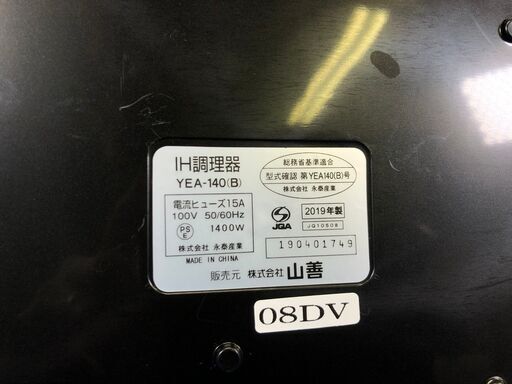 IH調理器
YEA-140(B)
電流ヒューズ15A
100V 50/60Hz
PS
E
1400W
株式会社 永泰産業
MADE IN CHINA
総務省基準適合
型式確認 第YEA140(B)号
株式会社 永泰産業
JQA
2019年製
JQ10508
190401749
販売元 株式会社 山善
08DV